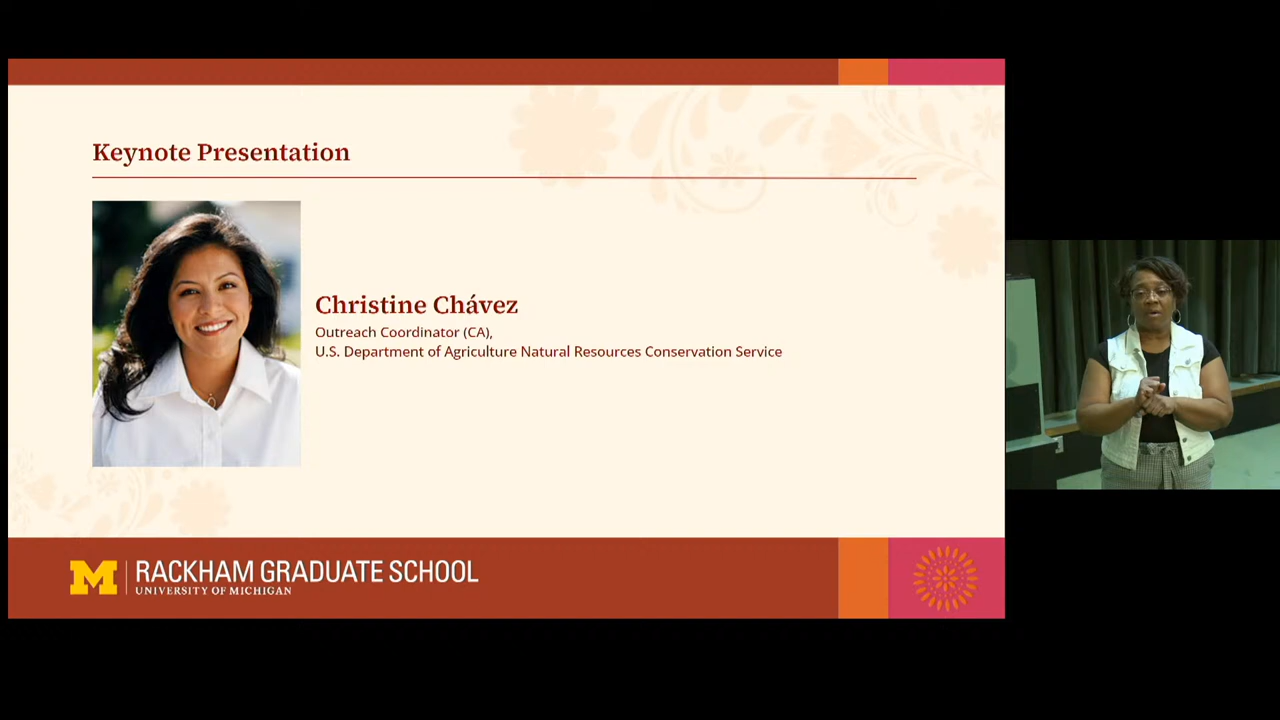 Keynote Presentation
Christine Chávez
Outreach Coordinator (CA),
U.S. Department of Agriculture Natural Resources Conservation Service
M RACKHAM GRADUATE SCHOOL
UNIVERSITY OF MICHIGAN